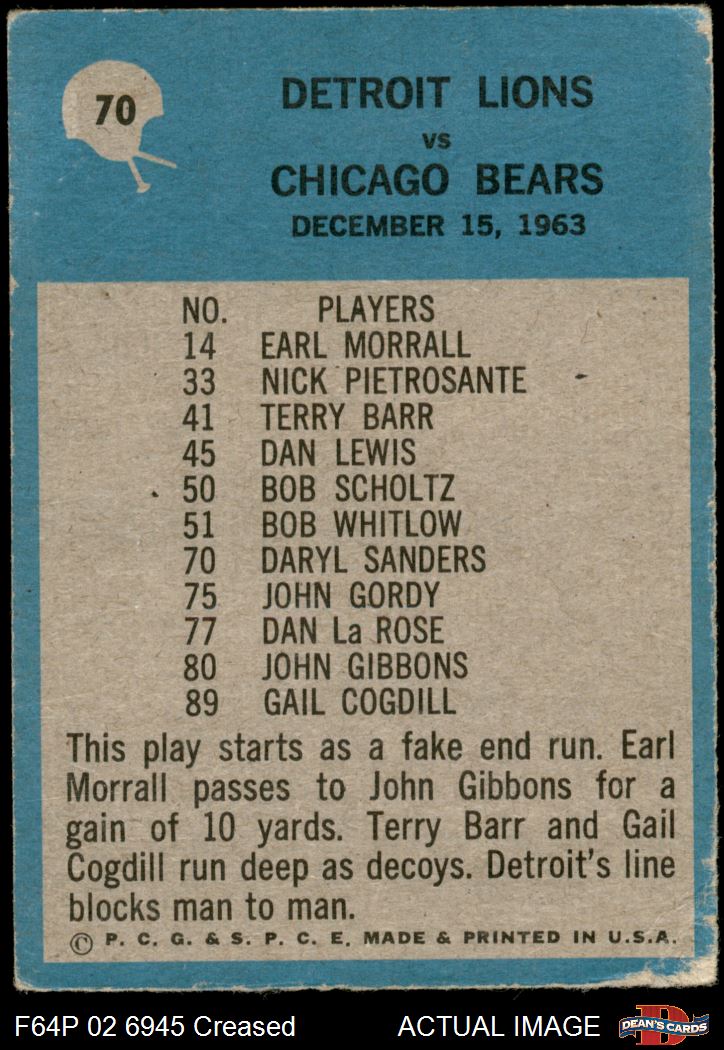 70
DETROIT LIONS
VS
CHICAGO BEARS
DECEMBER 15, 1963
NO. PLAYERS
14 EARL MORRALL
33 NICK PIETROSANTE
41 TERRY BARR
45 DAN LEWIS
50 BOB SCHOLTZ
51 BOB WHITLOW
70 DARYL SANDERS
75 JOHN GORDY
77 DAN La ROSE
80 JOHN GIBBONS
89 GAIL COGDILL
This play starts as a fake end run. Earl
Morrall passes to John Gibbons for a
gain of 10 yards. Terry Barr and Gail
Cogdill run deep as decoys. Detroit's line
blocks man to man.
© P. C. G. & S. P. C. E. MADE & PRINTED IN U.S.A.
F64P 02 6945 Creased ACTUAL IMAGE
D
DEAN'S CARDS